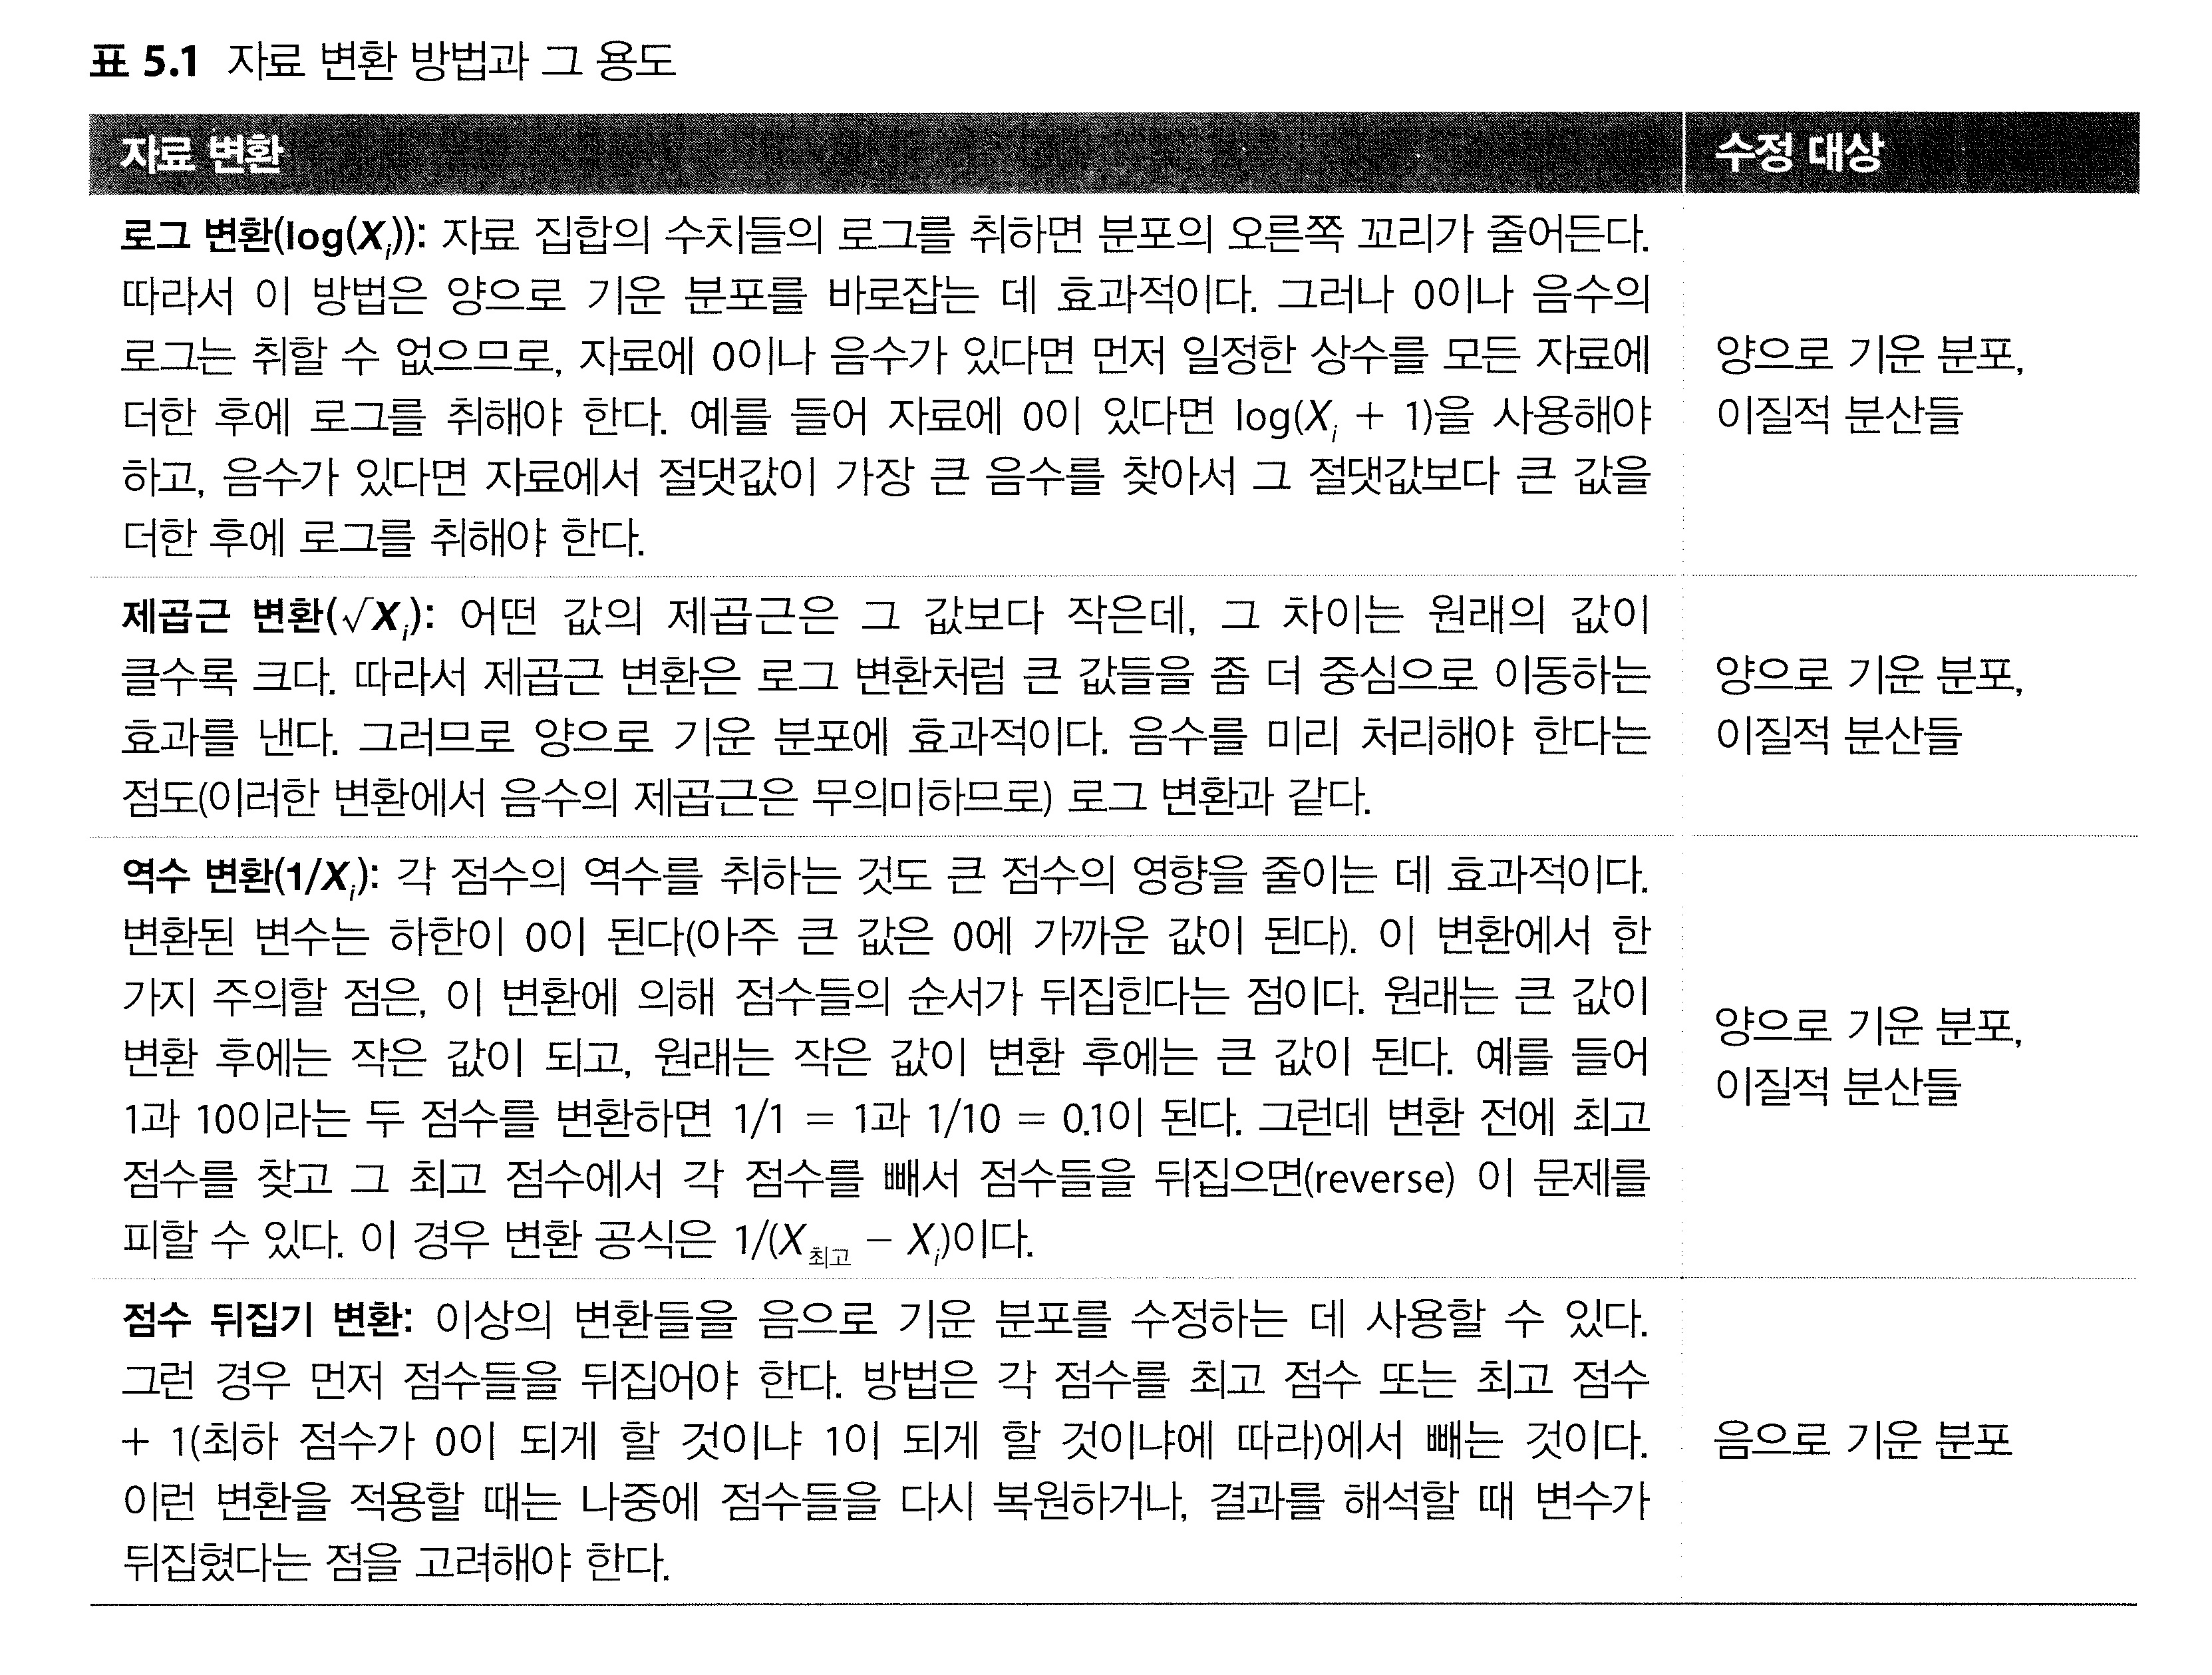 표 5.1 자료 변환 방법과 그 용도
자료 변환
수정 대상
로그 변환(log(Xi)): 자료 집합의 수치들의 로그를 취하면 분포의 오른쪽 꼬리가 줄어든다.
따라서 이 방법은 양으로 기운 분포를 바로잡는 데 효과적이다. 그러나 0이나 음수의
로그는 취할 수 없으므로, 자료에 0이나 음수가 있다면 먼저 일정한 상수를 모든 자료에
더한 후에 로그를 취해야 한다. 예를 들어 자료에 0이 있다면 log(Xi + 1)을 사용해야
하고, 음수가 있다면 자료에서 절댓값이 가장 큰 음수를 찾아서 그 절댓값보다 큰 값을
더한 후에 로그를 취해야 한다.
양으로 기운 분포,
이질적 분산들
제곱근 변환(√Xi): 어떤 값의 제곱근은 그 값보다 작은데, 그 차이는 원래의 값이
클수록 크다. 따라서 제곱근 변환은 로그 변환처럼 큰 값들을 좀 더 중심으로 이동하는
효과를 낸다. 그러므로 양으로 기운 분포에 효과적이다. 음수를 미리 처리해야 한다는
점도(이러한 변환에서 음수의 제곱근은 무의미하므로) 로그 변환과 같다.
양으로 기운 분포,
이질적 분산들
역수 변환(1/Xi): 각 점수의 역수를 취하는 것도 큰 점수의 영향을 줄이는 데 효과적이다.
변환된 변수는 하한이 0이 된다(아주 큰 값은 0에 가까운 값이 된다). 이 변환에서 한
가지 주의할 점은, 이 변환에 의해 점수들의 순서가 뒤집힌다는 점이다. 원래는 큰 값이
변환 후에는 작은 값이 되고, 원래는 작은 값이 변환 후에는 큰 값이 된다. 예를 들어
1과 10이라는 두 점수를 변환하면 1/1 = 1과 1/10 = 0.1이 된다. 그런데 변환 전에 최고
점수를 찾고 그 최고 점수에서 각 점수를 빼서 점수들을 뒤집으면(reverse) 이 문제를
피할 수 있다. 이 경우 변환 공식은 1/(X최고 − Xi)이다.
양으로 기운 분포,
이질적 분산들
점수 뒤집기 변환: 이상의 변환들을 음으로 기운 분포를 수정하는 데 사용할 수 있다.
그런 경우 먼저 점수들을 뒤집어야 한다. 방법은 각 점수를 최고 점수 또는 최고 점수
+ 1(최하 점수가 0이 되게 할 것이냐 1이 되게 할 것이냐에 따라)에서 빼는 것이다.
이런 변환을 적용할 때는 나중에 점수들을 다시 복원하거나, 결과를 해석할 때 변수가
뒤집혔다는 점을 고려해야 한다.
음으로 기운 분포